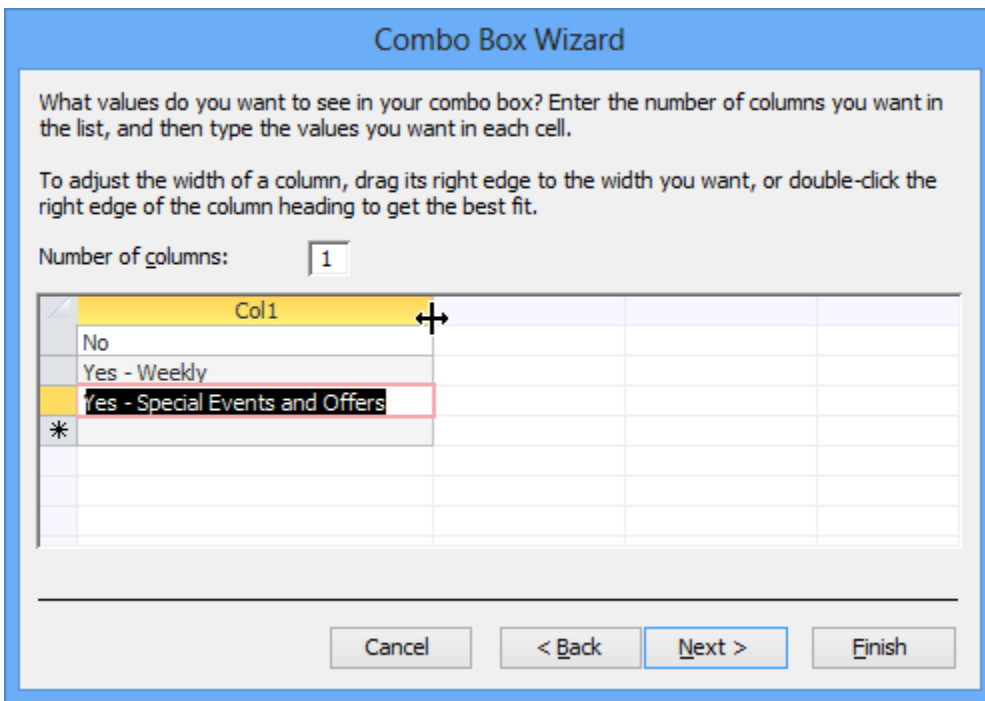 Combo Box Wizard
What values do you want to see in your combo box? Enter the number of columns you want in
the list, and then type the values you want in each cell.
To adjust the width of a column, drag its right edge to the width you want, or double-click the
right edge of the column heading to get the best fit.
Number of columns: 1
Col1
No
Yes - Weekly
Yes - Special Events and Offers
Cancel < Back Next > Finish